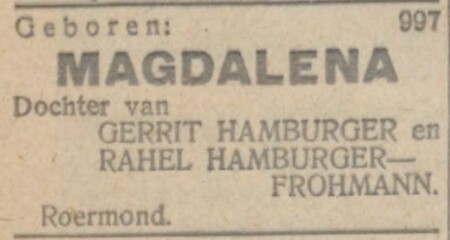 Geboren: 997
MAGDALENA
Dochter van
GERRIT HAMBURGER en
RAHEL HAMBURGER—
FROHMANN.
Roermond.